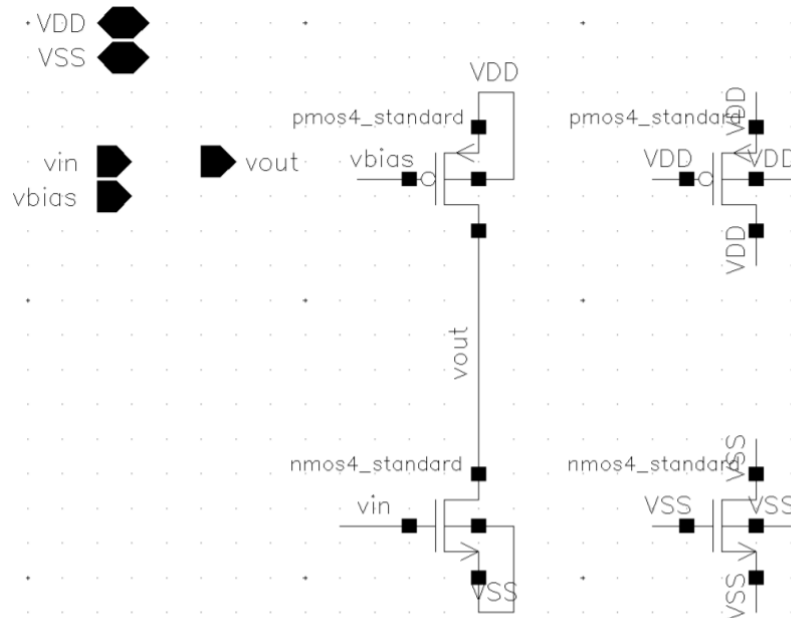 VDD
VSS
vin
vbias
vout
VDD
pmos4_standard
vbias
vout
nmos4_standard
vin
VSS
VDD
pmos4_standard
VDD
VDD
VDD
VSS
nmos4_standard
VSS
VSS
VSS